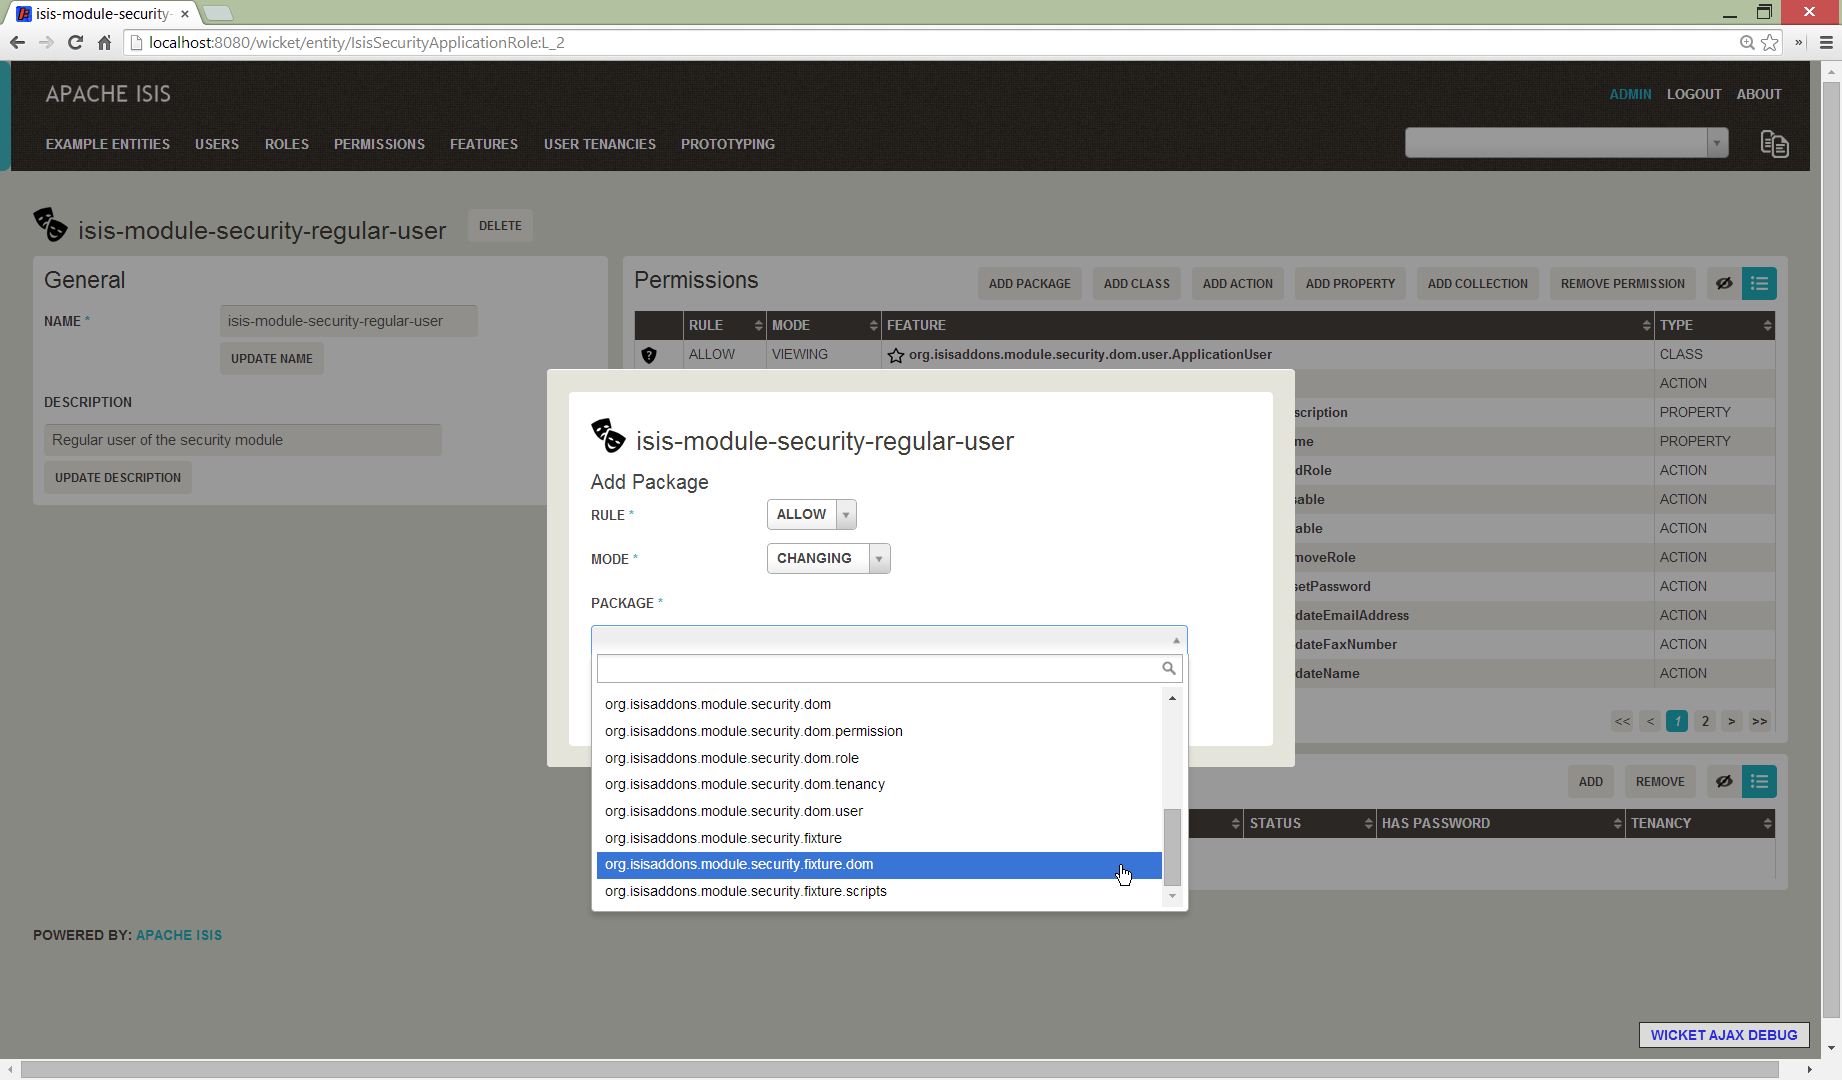 isis-module-security-
localhost:8080/wicket/entity/IsisSecurityApplicationRole:L_2
APACHE ISIS
ADMIN LOGOUT ABOUT
EXAMPLE ENTITIES USERS ROLES PERMISSIONS FEATURES USER TENANCIES PROTOTYPING
isis-module-security-regular-user DELETE
General
NAME * isis-module-security-regular-user
UPDATE NAME
DESCRIPTION
Regular user of the security module
UPDATE DESCRIPTION
Permissions ADD PACKAGE ADD CLASS ADD ACTION ADD PROPERTY ADD COLLECTION REMOVE PERMISSION
RULE MODE FEATURE TYPE
ALLOW VIEWING org.isisaddons.module.security.dom.user.ApplicationUser CLASS
ACTION
scription PROPERTY
me PROPERTY
dRole ACTION
sable ACTION
able ACTION
moveRole ACTION
setPassword ACTION
dateEmailAddress ACTION
dateFaxNumber ACTION
dateName ACTION
<< < 1 2 > >>
isis-module-security-regular-user
Add Package
RULE * ALLOW
MODE * CHANGING
PACKAGE *
org.isisaddons.module.security.dom
org.isisaddons.module.security.dom.permission
org.isisaddons.module.security.dom.role
org.isisaddons.module.security.dom.tenancy
org.isisaddons.module.security.dom.user
org.isisaddons.module.security.fixture
org.isisaddons.module.security.fixture.dom
org.isisaddons.module.security.fixture.scripts
ADD REMOVE
STATUS HAS PASSWORD TENANCY
POWERED BY: APACHE ISIS
WICKET AJAX DEBUG